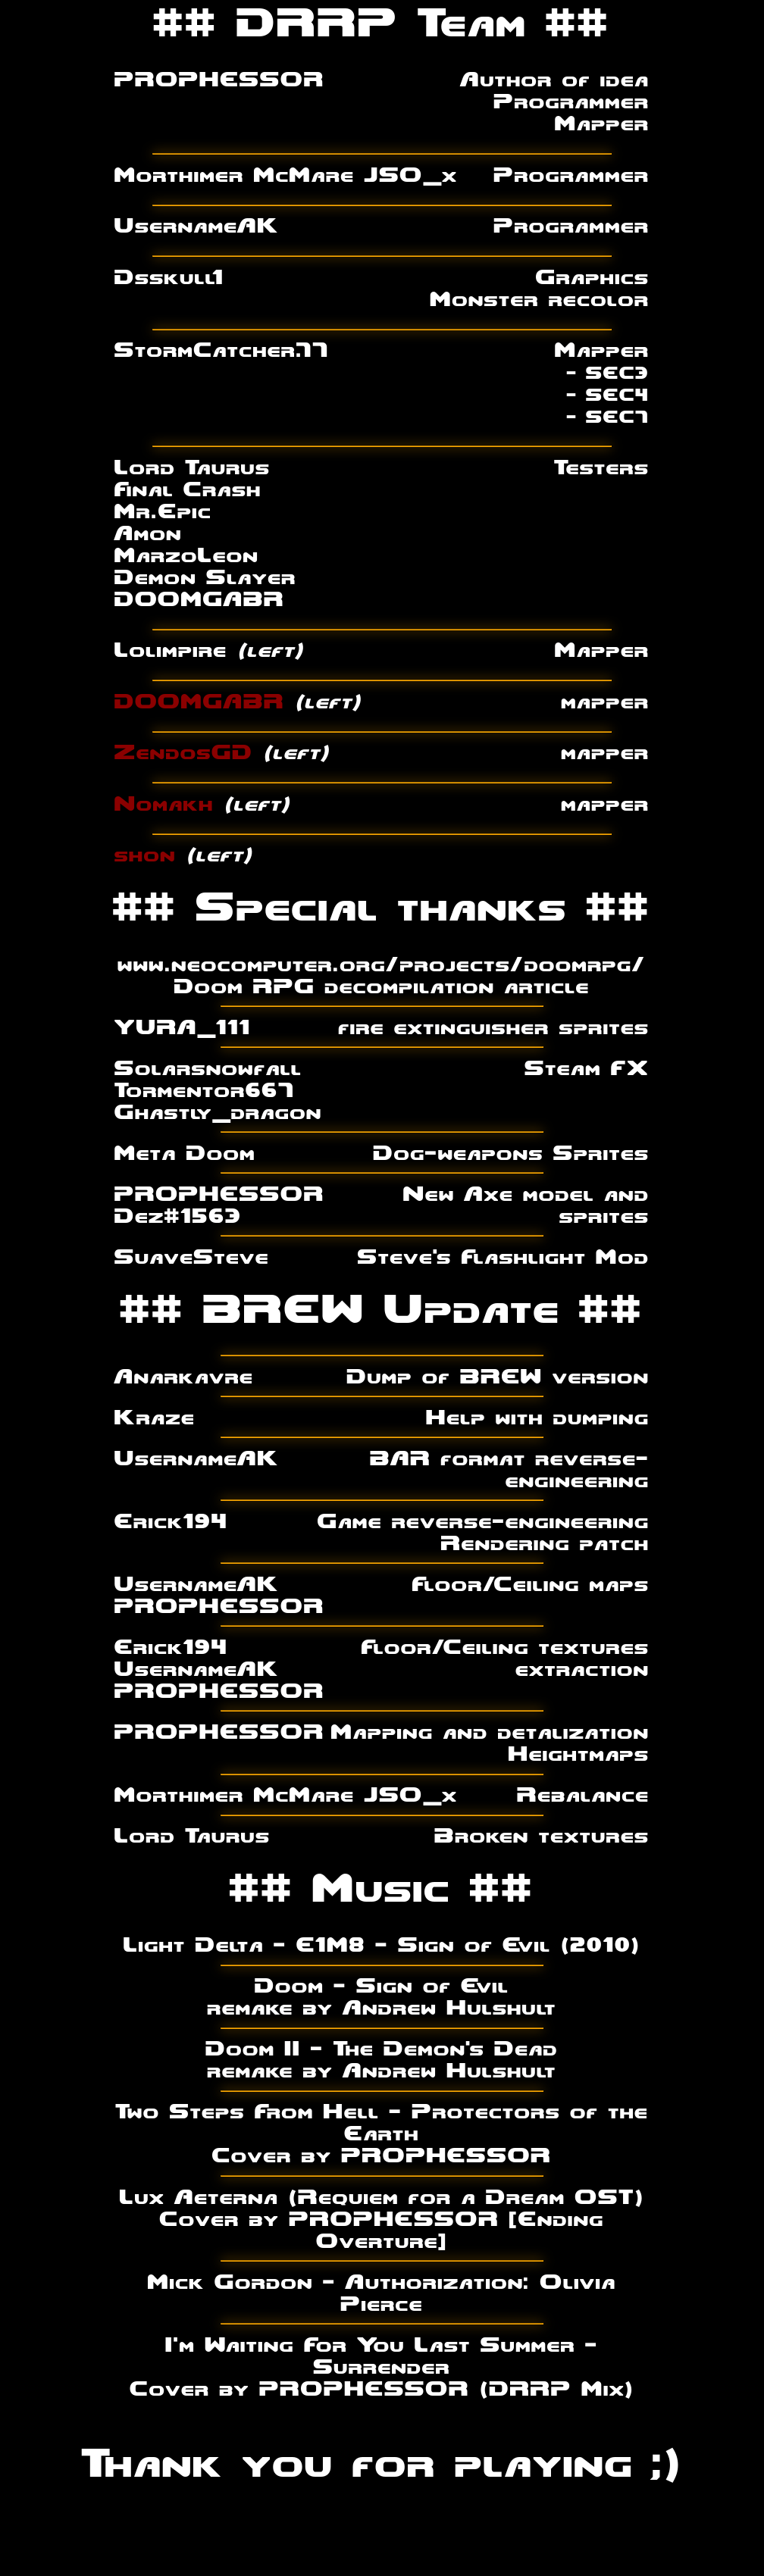 ## DRRP Team ##
PROPHESSOR Author of idea
Programmer
Mapper
Morthimer McMare JSO_x Programmer
UsernameAK Programmer
Dsskull1 Graphics
Monster recolor
StormCatcher.77 Mapper
- SEC3
- SEC4
- SEC7
Lord Taurus Testers
Final Crash
Mr.Epic
Amon
MarzoLeon
Demon Slayer
DOOMGABR
Lolimpire (left) Mapper
DOOMGABR (left) mapper
ZendosGD (left) mapper
Nomakh (left) mapper
shon (left)
## Special thanks ##
www.neocomputer.org/projects/doomrpg/
Doom RPG decompilation article
YURA_111 fire extinguisher sprites
Solarsnowfall Steam FX
Tormentor667
Ghastly_dragon
Meta Doom Dog-weapons Sprites
PROPHESSOR New Axe model and
Dez#1563 sprites
SuaveSteve Steve's Flashlight Mod
## BREW Update ##
Anarkavre Dump of BREW version
Kraze Help with dumping
UsernameAK BAR format reverse-
engineering
Erick194 Game reverse-engineering
Rendering patch
UsernameAK Floor/Ceiling maps
PROPHESSOR
Erick194 Floor/Ceiling textures
UsernameAK extraction
PROPHESSOR
PROPHESSOR Mapping and detalization
Heightmaps
Morthimer McMare JSO_x Rebalance
Lord Taurus Broken textures
## Music ##
Light Delta - E1M8 - Sign of Evil (2010)
Doom - Sign of Evil
remake by Andrew Hulshult
Doom II - The Demon's Dead
remake by Andrew Hulshult
Two Steps From Hell - Protectors of the
Earth
Cover by PROPHESSOR
Lux Aeterna (Requiem for a Dream OST)
Cover by PROPHESSOR [Ending
Overture]
Mick Gordon - Authorization: Olivia
Pierce
I'm Waiting For You Last Summer -
Surrender
Cover by PROPHESSOR (DRRP Mix)
Thank you for playing ;)